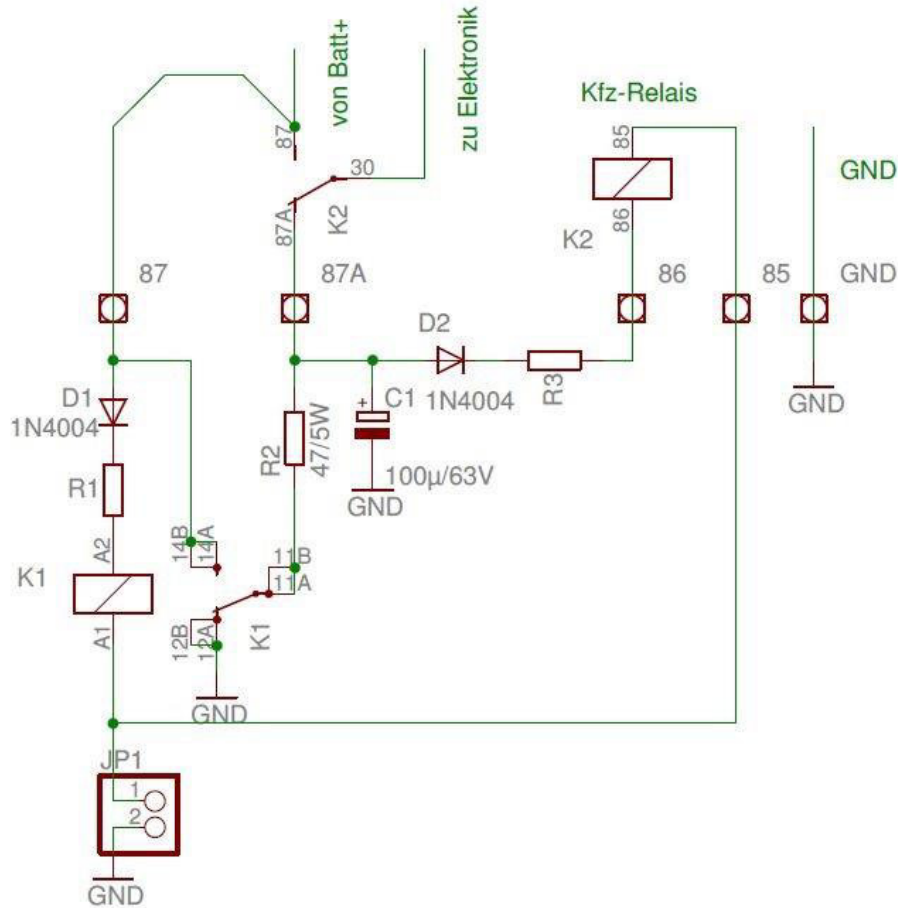 von Batt+
zu Elektronik
Kfz-Relais
87
30
87A
K2
85
86
K2
GND
87
87A
86
85
GND
D1
1N4004
D2
1N4004
R3
GND
R1
R2
47/5W
C1
+
100µ/63V
GND
A2
K1
A1
14B
14A
11B
11A
12B
12A
K1
GND
JP1
1
2
GND